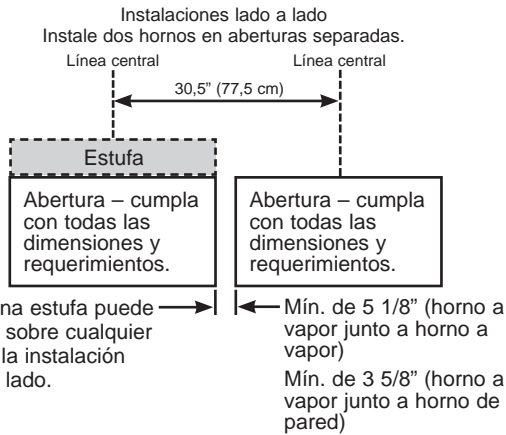 Instalaciones lado a lado
Instale dos hornos en aberturas separadas.
Línea central
Línea central
30,5” (77,5 cm)
Estufa
Abertura – cumpla
con todas las
dimensiones y
requerimientos.
Abertura – cumpla
con todas las
dimensiones y
requerimientos.
na estufa puede
sobre cualquier
la instalación
lado.
Mín. de 5 1/8” (horno a
vapor junto a horno a
vapor)
Mín. de 3 5/8” (horno a
vapor junto a horno de
pared)